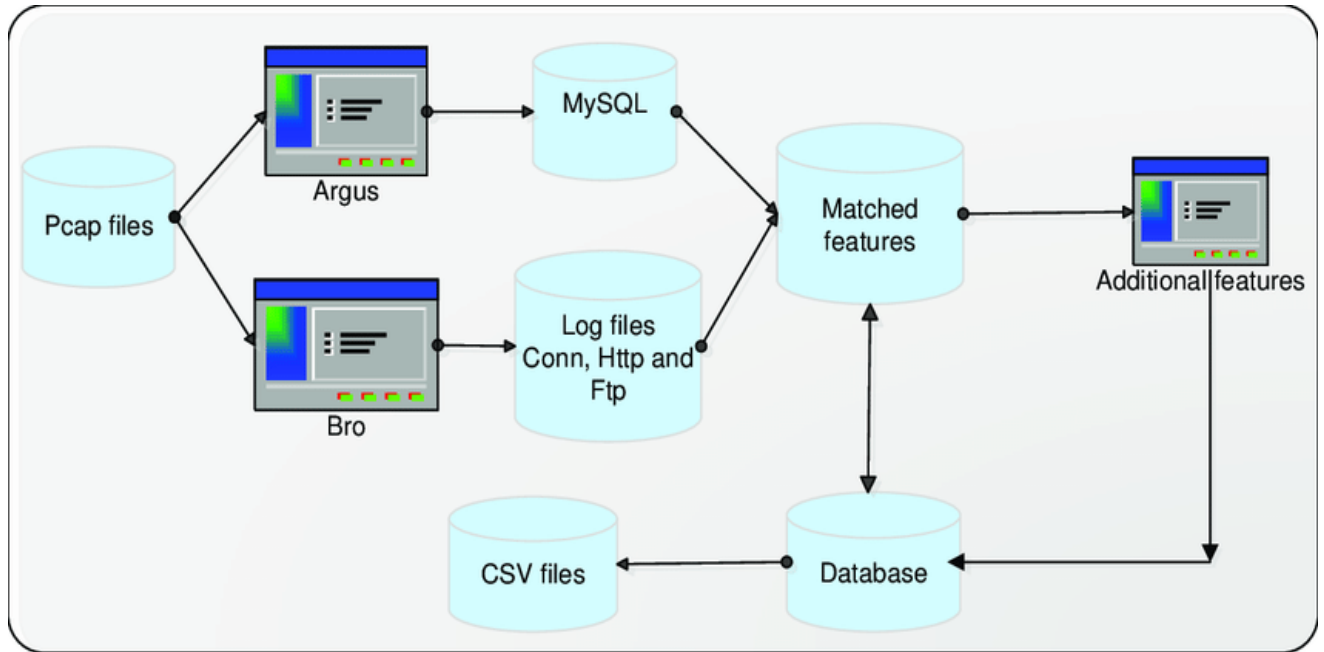 Pcap files
Argus
MySQL
Bro
Log files
Conn, Http and
Ftp
Matched
features
Additional features
CSV files
Database